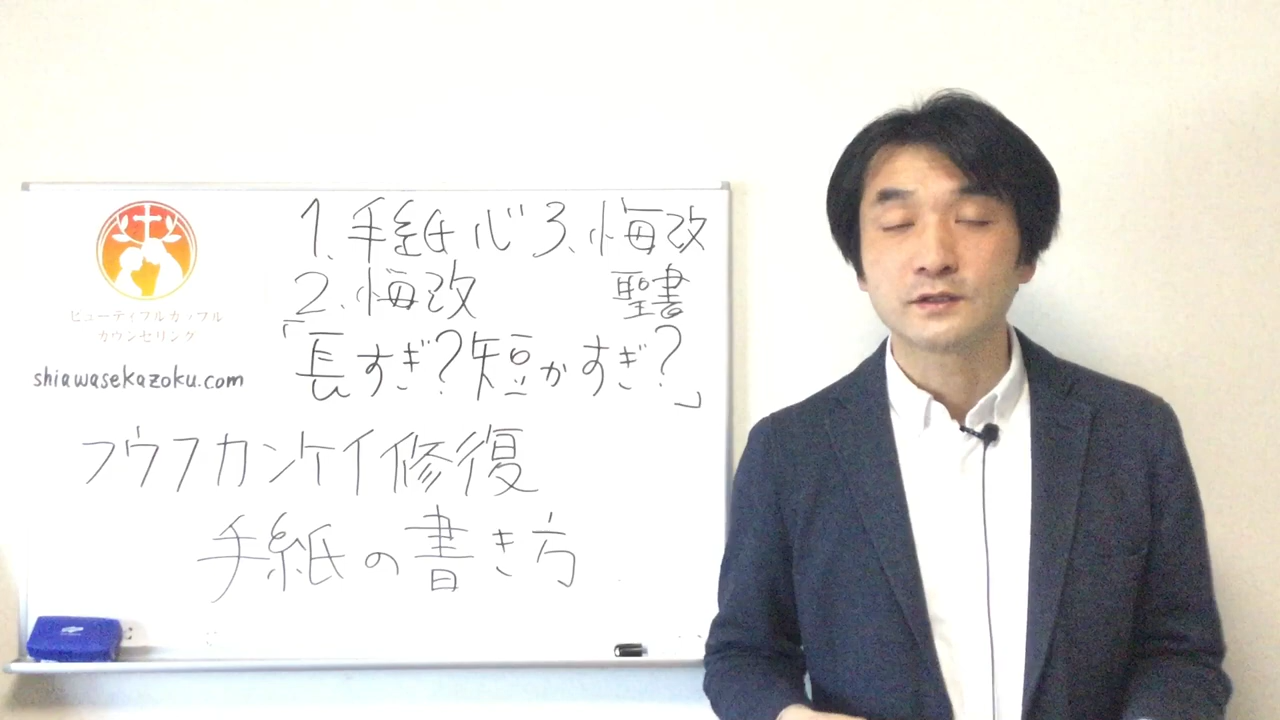 ビューティフルカップル
カウンセリング
shiawasekazoku.com
1.手紙心 3.悔改
2.悔改 聖書
「長すぎ?短かすぎ?」
フウフカンケイ修復
手紙の書き方